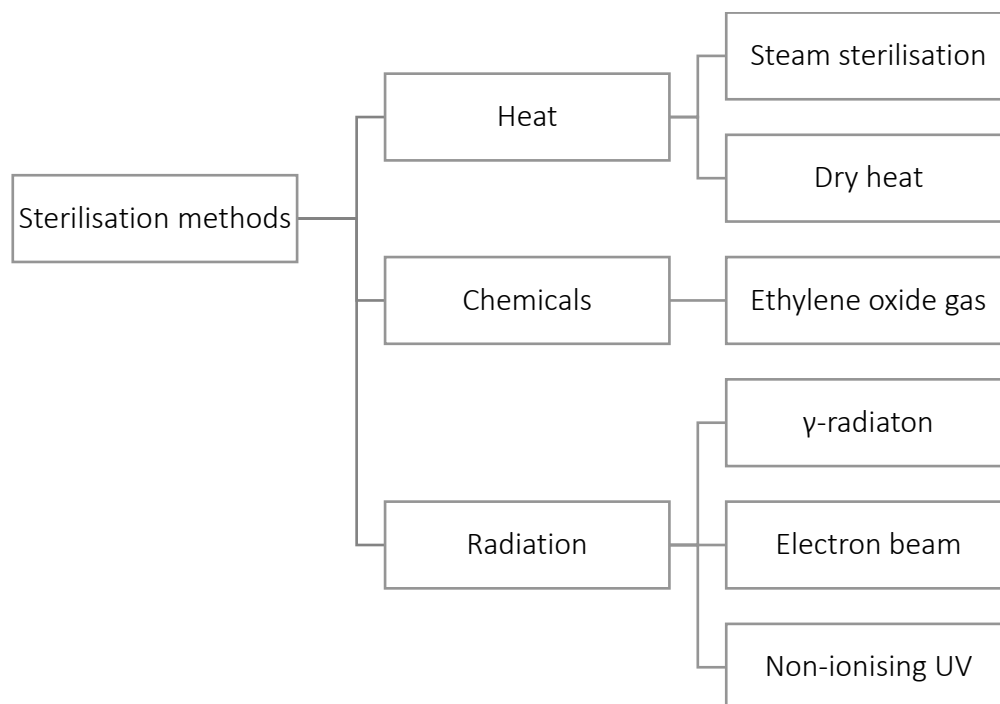 Sterilisation methods
Heat
Steam sterilisation
Dry heat
Chemicals
Ethylene oxide gas
Radiation
γ-radiaton
Electron beam
Non-ionising UV